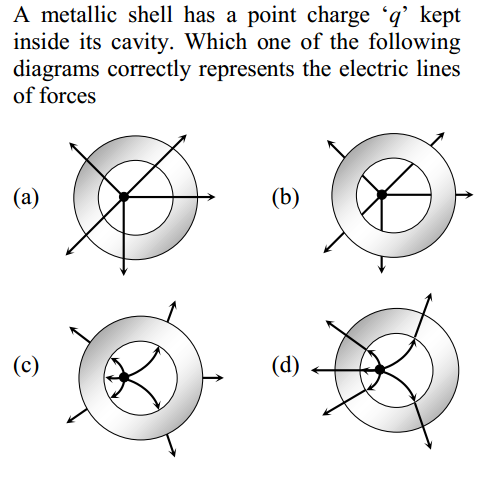 A metallic shell has a point charge ‘q’ kept
inside its cavity. Which one of the following
diagrams correctly represents the electric lines
of forces
(a)
(b)
(c)
(d)